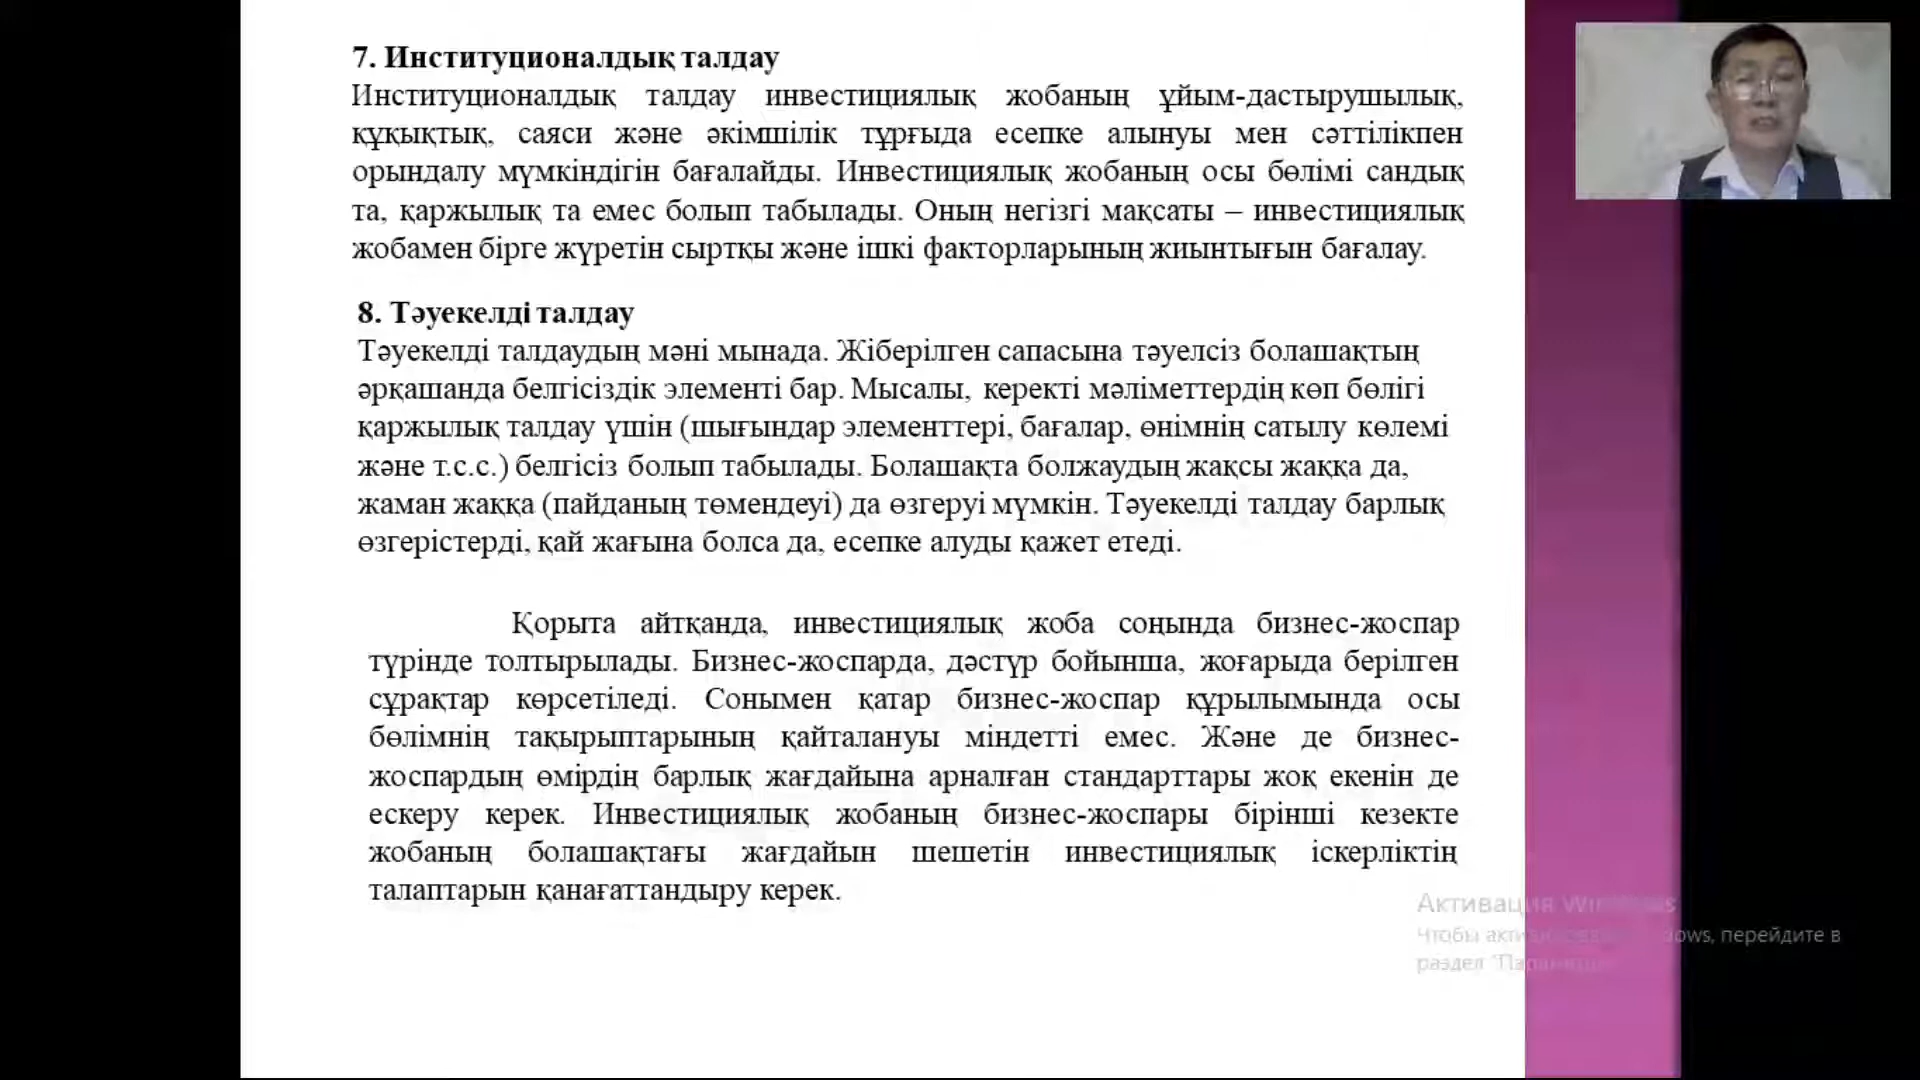 7. Институционалдық талдау
Институционалдық талдау инвестициялық жобаның ұйым-дастырушылық,
құқықтық, саяси және әкімшілік тұрғыда есепке алынуы мен сәттілікпен
орындалу мүмкіндігін бағалайды. Инвестициялық жобаның осы бөлімі сандық
та, қаржылық та емес болып табылады. Оның негізгі мақсаты – инвестициялық
жобамен бірге жүретін сыртқы және ішкі факторларының жиынтығын бағалау.
8. Тәуекелді талдау
Тәуекелді талдаудың мәні мынада. Жіберілген сапасына тәуелсіз болашақтың
әрқашанда белгісіздік элементі бар. Мысалы, керекті мәліметтердің көп бөлігі
қаржылық талдау үшін (шығындар элементтері, бағалар, өнімнің сатылу көлемі
және т.с.с.) белгісіз болып табылады. Болашақта болжаудың жақсы жаққа да,
жаман жаққа (пайданың төмендеуі) да өзгеруі мүмкін. Тәуекелді талдау барлық
өзгерістерді, қай жағына болса да, есепке алуды қажет етеді.
Қорыта айтқанда, инвестициялық жоба соңында бизнес-жоспар
түрінде толтырылады. Бизнес-жоспарда, дәстүр бойынша, жоғарыда берілген
сұрақтар көрсетіледі. Сонымен қатар бизнес-жоспар құрылымында осы
бөлімнің тақырыптарының қайталануы міндетті емес. Және де бизнес-
жоспардың өмірдің барлық жағдайына арналған стандарттары жоқ екенін де
ескеру керек. Инвестициялық жобаның бизнес-жоспары бірінші кезекте
жобаның болашақтағы жағдайын шешетін инвестициялық іскерліктің
талаптарын қанағаттандыру керек.
Активация Windows
Чтобы перейдите в
раздел